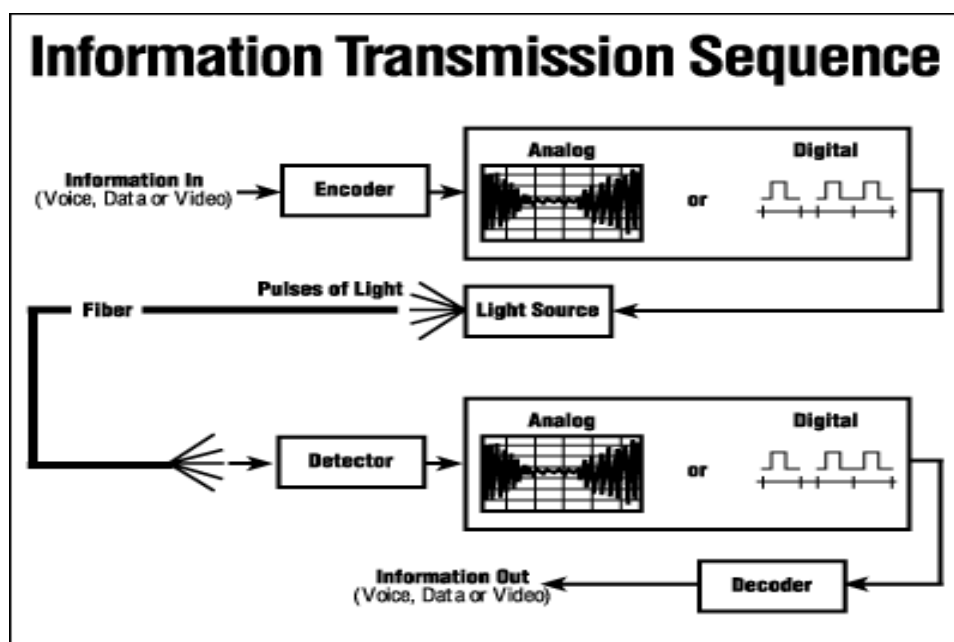 Information Transmission Sequence
Analog
Digital
Information In
(Voice, Data or Video)
Encoder
or
Pulses of Light
Fiber
Light Source
Analog
Digital
Detector
or
Information Out
(Voice, Data or Video)
Decoder